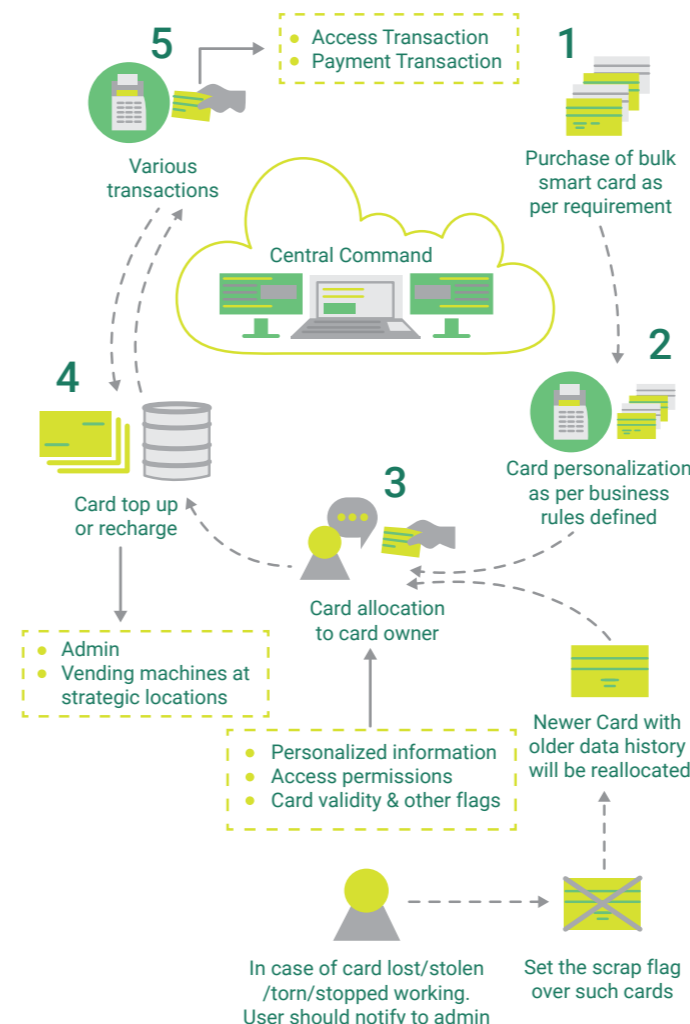 5
Access Transaction
Payment Transaction
1
Various
transactions
Purchase of bulk
smart card as
per requirement
Central Command
2
4
Card personalization
as per business
rules defined
3
Card top up
or recharge
Card allocation
to card owner
Admin
Vending machines at
strategic locations
Personalized information
Access permissions
Card validity & other flags
Newer Card with
older data history
will be reallocated
In case of card lost/stolen
/torn/stopped working.
User should notify to admin
Set the scrap flag
over such cards